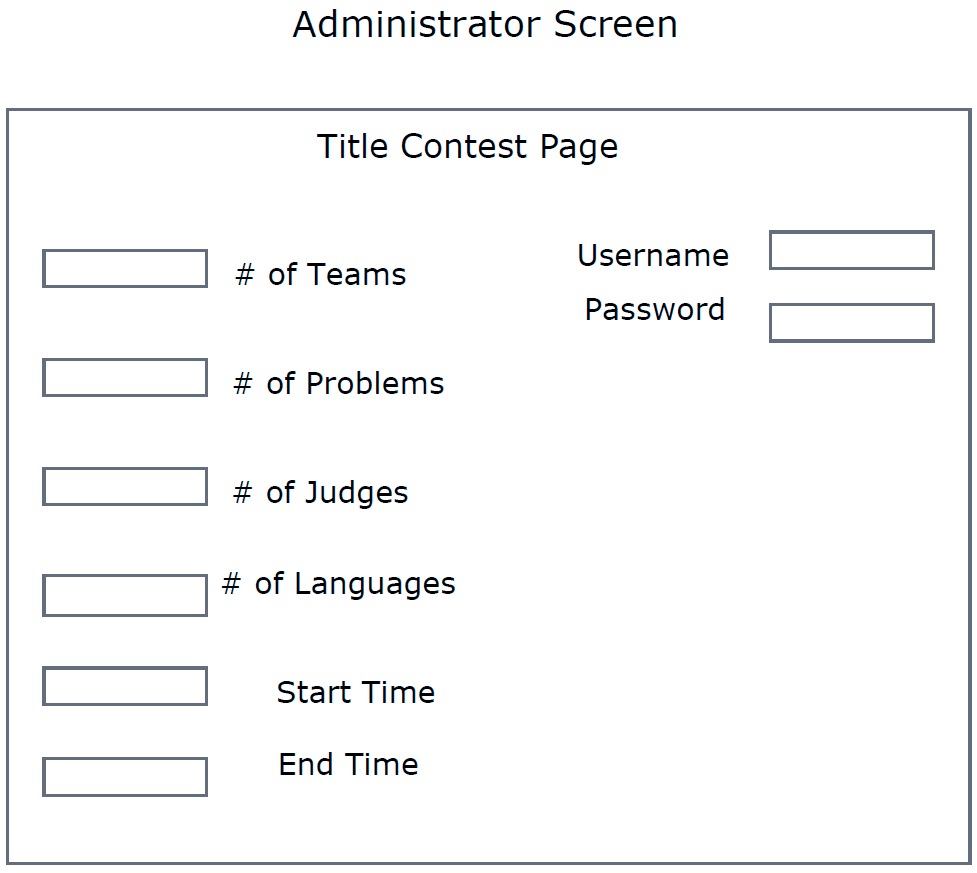 Administrator Screen
Title Contest Page
# of Teams
# of Problems
# of Judges
# of Languages
Start Time
End Time
Username
Password